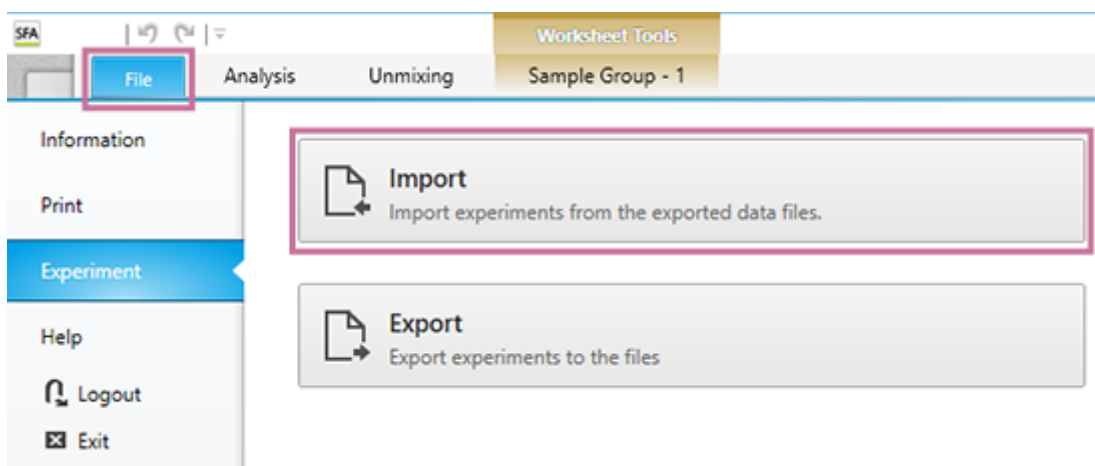 SFA
Worksheet Tools
File
Analysis
Unmixing
Sample Group - 1
Information
Print
Experiment
Help
Logout
Exit
Import
Import experiments from the exported data files.
Export
Export experiments to the files